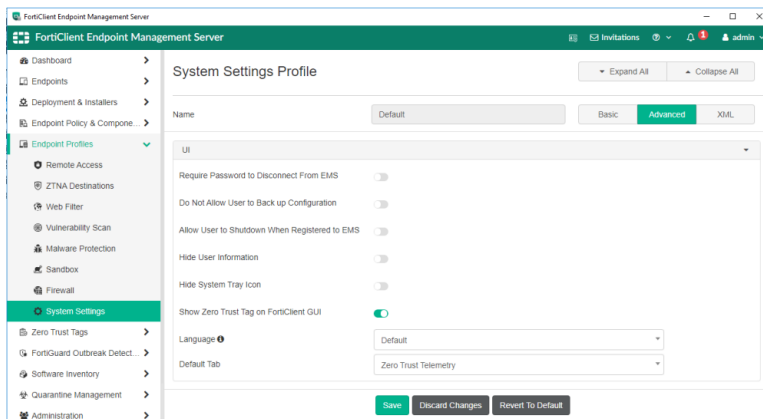 FortiClient Endpoint Management Server
FortiClient Endpoint Management Server
Invitations
1
admin
Dashboard
Endpoints
Deployment & Installers
Endpoint Policy & Compone...
Endpoint Profiles
Remote Access
ZTNA Destinations
Web Filter
Vulnerability Scan
Malware Protection
Sandbox
Firewall
System Settings
Zero Trust Tags
FortiGuard Outbreak Detect...
Software Inventory
Quarantine Management
Administration
System Settings Profile
Expand All
Collapse All
Name
Default
Basic
Advanced
XML
UI
Require Password to Disconnect From EMS
Do Not Allow User to Back up Configuration
Allow User to Shutdown When Registered to EMS
Hide User Information
Hide System Tray Icon
Show Zero Trust Tag on FortiClient GUI
Language
Default
Default Tab
Zero Trust Telemetry
Save
Discard Changes
Revert To Default